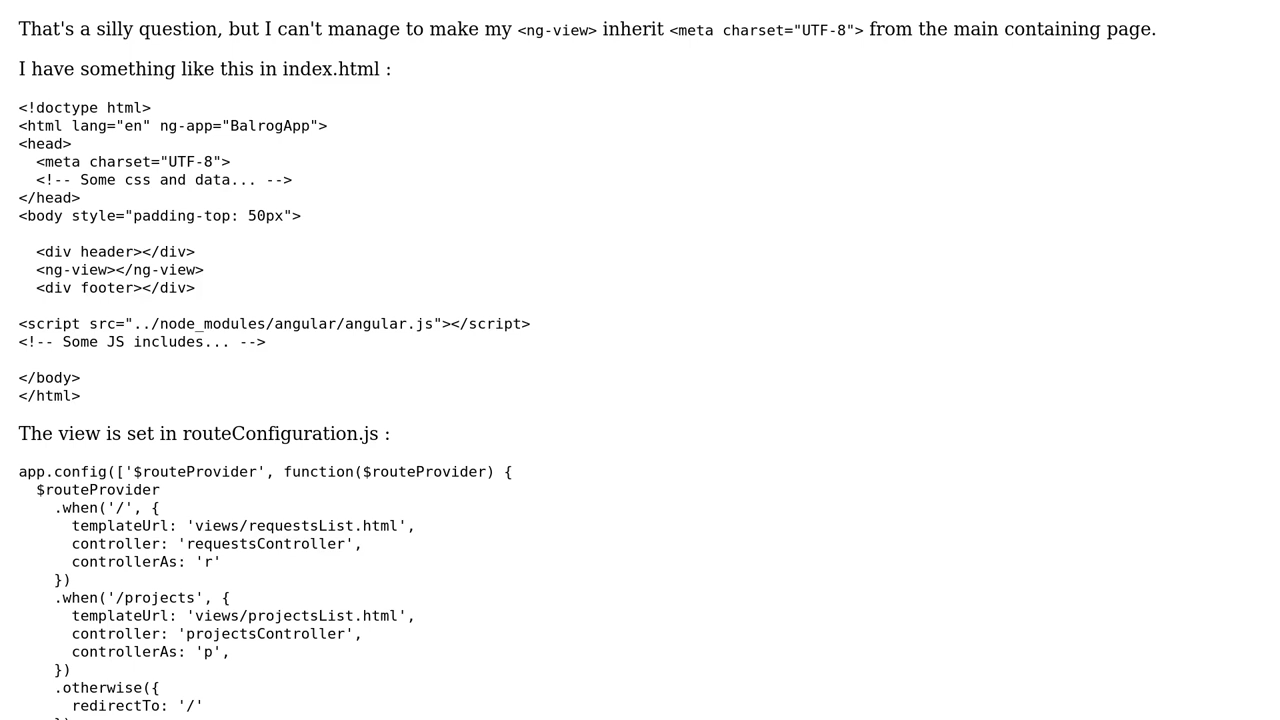 That's a silly question, but I can't manage to make my <ng-view> inherit <meta charset="UTF-8"> from the main containing page.
I have something like this in index.html :
<!doctype html>
<html lang="en" ng-app="BalrogApp">
<head>
  <meta charset="UTF-8">
  <!-- Some css and data... -->
</head>
<body style="padding-top: 50px">
  <div header></div>
  <ng-view></ng-view>
  <div footer></div>
<script src="../node_modules/angular/angular.js"></script>
<!-- Some JS includes... -->
</body>
</html>
The view is set in routeConfiguration.js :
app.config(['$routeProvider', function($routeProvider) {
  $routeProvider
    .when('/', {
      templateUrl: 'views/requestsList.html',
      controller: 'requestsController',
      controllerAs: 'r'
    })
    .when('/projects', {
      templateUrl: 'views/projectsList.html',
      controller: 'projectsController',
      controllerAs: 'p',
    })
    .otherwise({
      redirectTo: '/'